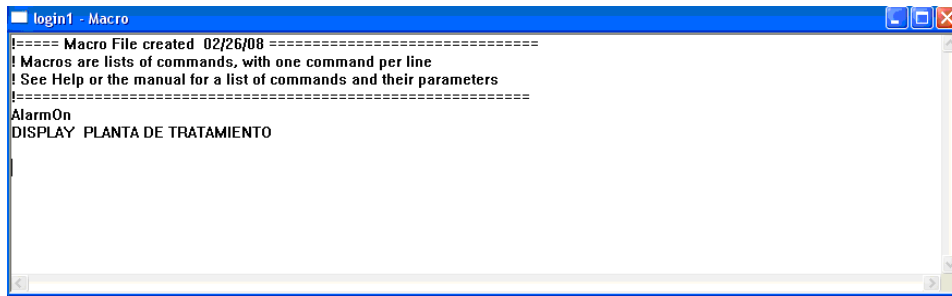 login1 - Macro
!===== Macro File created  02/26/08 ===============================
! Macros are lists of commands, with one command per line
! See Help or the manual for a list of commands and their parameters
!===========================================================
AlarmOn
DISPLAY  PLANTA DE TRATAMIENTO